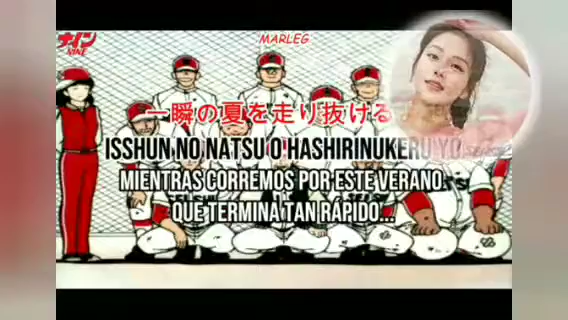 ナイン
NINE
MARLEG
一瞬の夏を走り抜ける
ISSHUN NO NATSU O HASHIRINUKERU YO
MIENTRAS CORREMOS POR ESTE VERANO
QUE TERMINA TAN RÁPIDO...